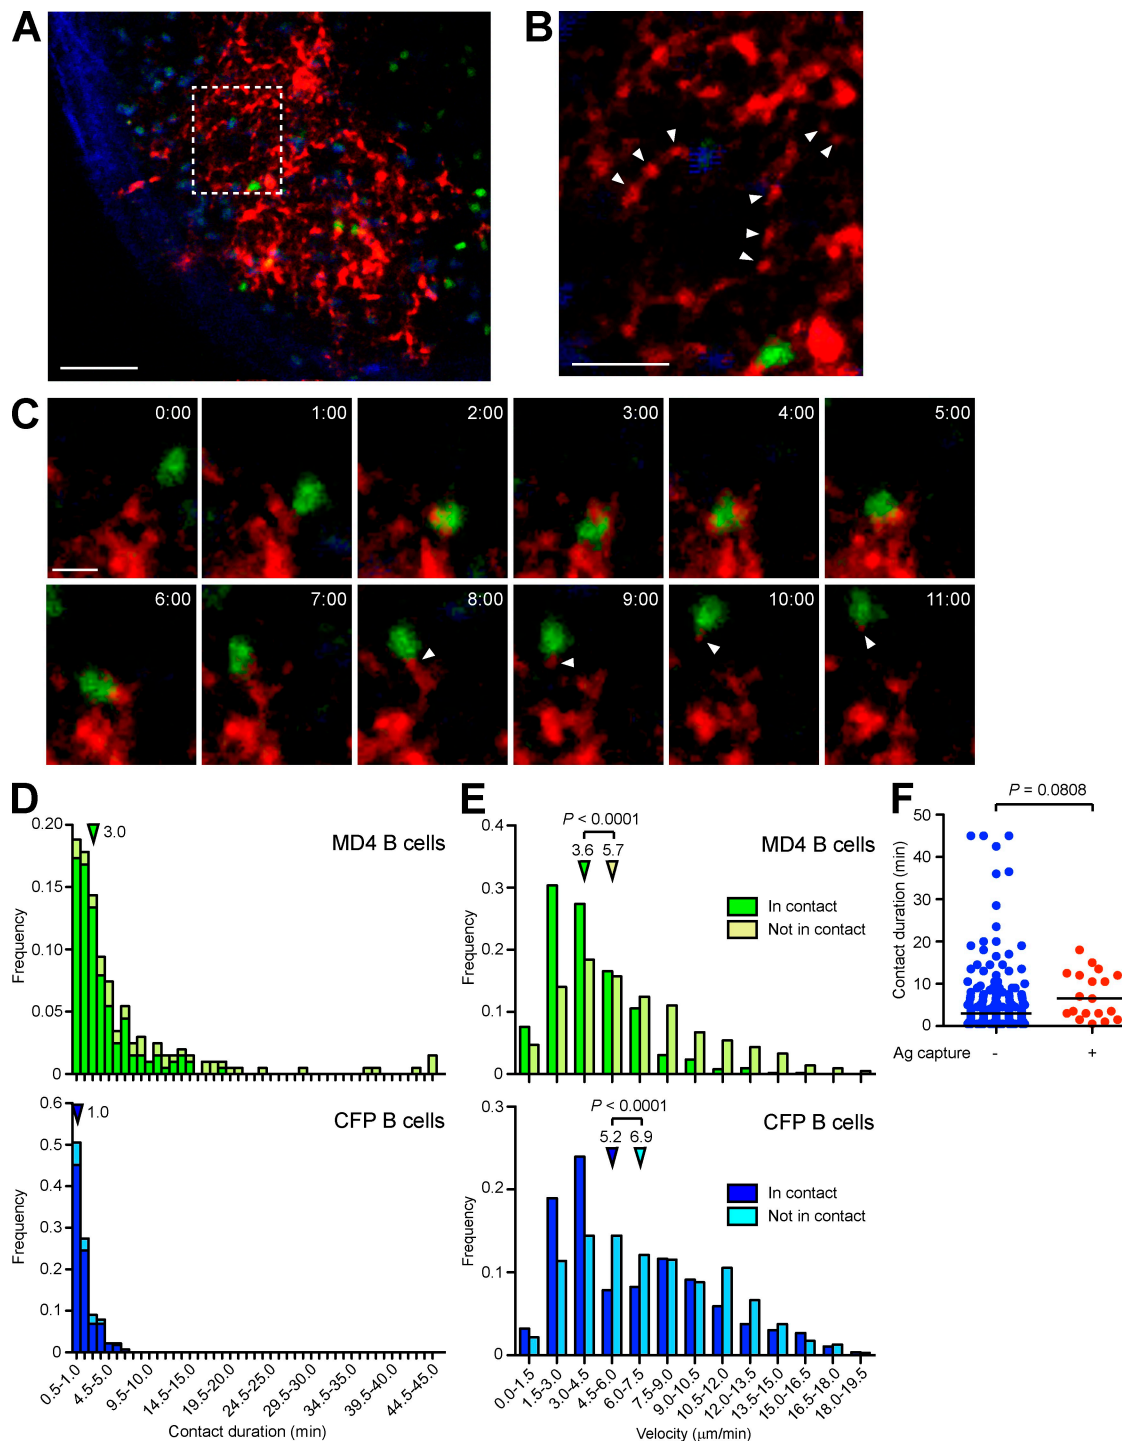 A
B
C
0:00
1:00
2:00
3:00
4:00
5:00
6:00
7:00
8:00
9:00
10:00
11:00
D
0.20
0.15
0.10
0.05
0
Frequency
3.0
MD4 B cells
0.6
0.5
0.4
0.3
0.2
0.1
0
Frequency
1.0
CFP B cells
0.5-1.0
4.5-5.0
9.5-10.0
14.5-15.0
19.5-20.0
24.5-25.0
29.5-30.0
34.5-35.0
39.5-40.0
44.5-45.0
Contact duration (min)
E
0.4
0.3
0.2
0.1
0
Frequency
P < 0.0001
3.6 5.7
MD4 B cells
In contact
Not in contact
0.3
0.2
0.1
0
Frequency
P < 0.0001
5.2 6.9
CFP B cells
In contact
Not in contact
0.0-1.5
1.5-3.0
3.0-4.5
4.5-6.0
6.0-7.5
7.5-9.0
9.0-10.5
10.5-12.0
12.0-13.5
13.5-15.0
15.0-16.5
16.5-18.0
18.0-19.5
Velocity (μm/min)
F
P = 0.0808
50
40
30
20
10
0
Contact duration (min)
Ag capture - +